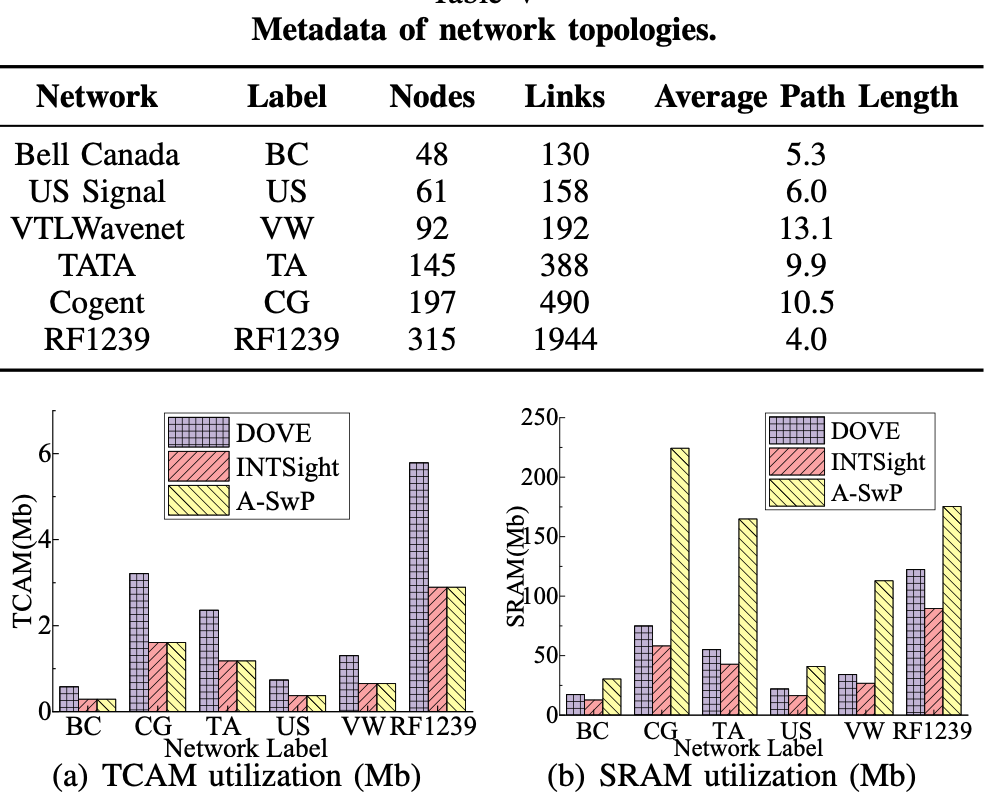 Metadata of network topologies.
Network Label Nodes Links Average Path Length
Bell Canada BC 48 130 5.3
US Signal US 61 158 6.0
VTLWavenet VW 92 192 13.1
TATA TA 145 388 9.9
Cogent CG 197 490 10.5
RF1239 RF1239 315 1944 4.0
DOVE
INTSight
A-SwP
TCAM(Mb)
6
4
2
0
BC CG TA US VW RF1239
Network Label
(a) TCAM utilization (Mb)
DOVE
INTSight
A-SwP
SRAM(Mb)
250
200
150
100
50
0
BC CG TA US VW RF1239
Network Label
(b) SRAM utilization (Mb)